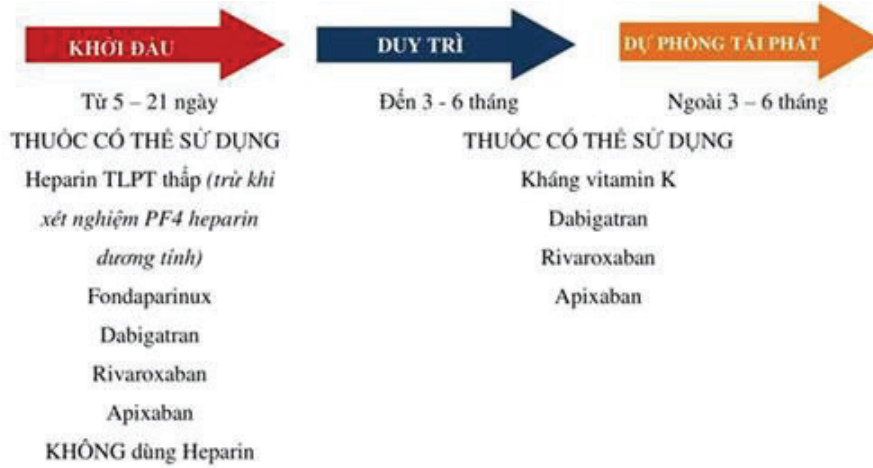 KHỞI ĐẦU
DUY TRÌ
DỰ PHÒNG TÁI PHÁT
Từ 5 – 21 ngày
Đến 3 - 6 tháng
Ngoài 3 – 6 tháng
THUỐC CÓ THỂ SỬ DỤNG
Heparin TLPT thấp (trừ khi
xét nghiệm PF4 heparin
dương tính)
Fondaparinux
Dabigatran
Rivaroxaban
Apixaban
KHÔNG dùng Heparin
THUỐC CÓ THỂ SỬ DỤNG
Kháng vitamin K
Dabigatran
Rivaroxaban
Apixaban